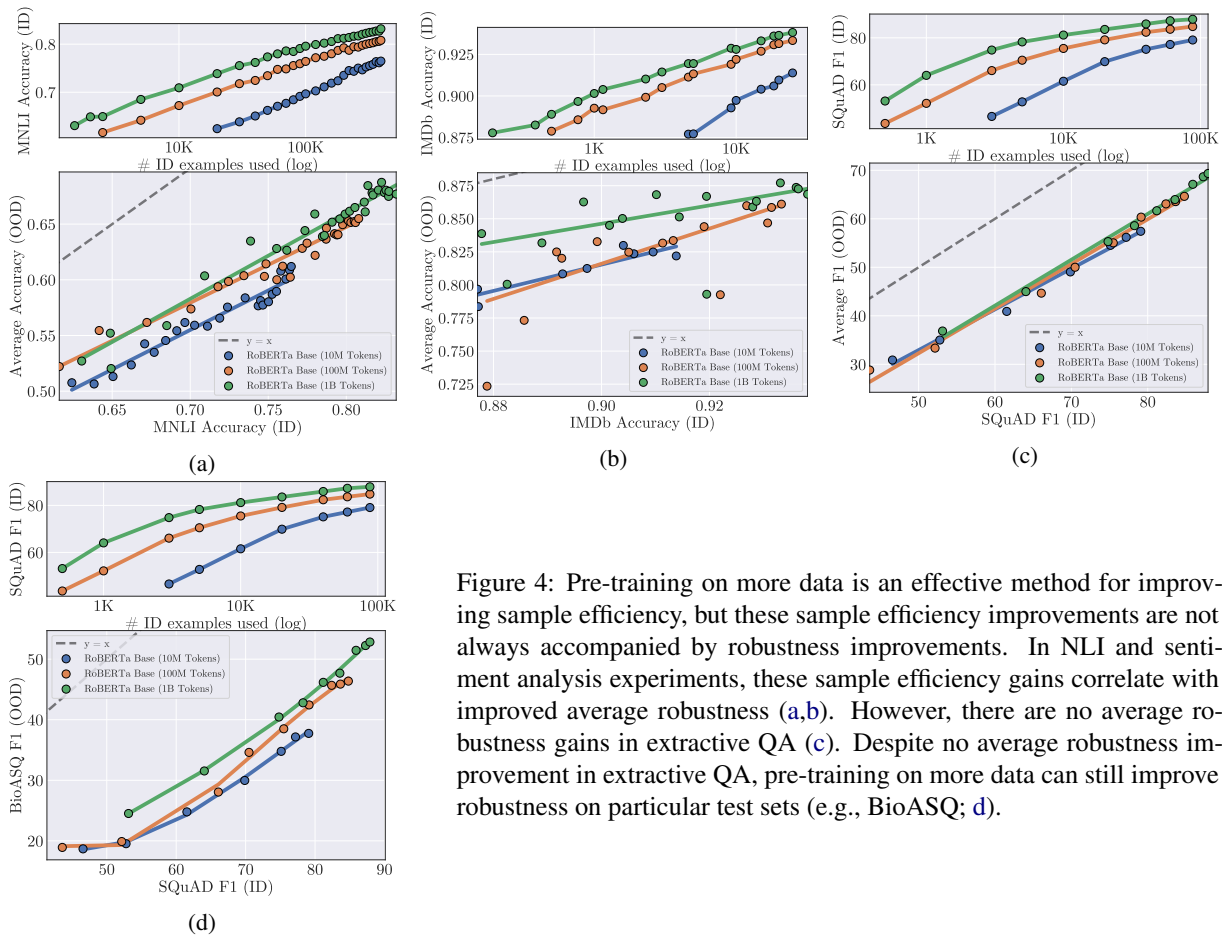 MNLI Accuracy (ID)
0.8
0.7
10K
100K
# ID examples used (log)
Average Accuracy (OOD)
0.65
0.60
0.55
0.50
y = x
RoBERTa Base (10M Tokens)
RoBERTa Base (100M Tokens)
RoBERTa Base (1B Tokens)
0.65
0.70
0.75
0.80
MNLI Accuracy (ID)
(a)
IMDb Accuracy (ID)
0.925
0.900
0.875
1K
10K
# ID examples used (log)
Average Accuracy (OOD)
0.875
0.850
0.825
0.800
0.775
0.750
0.725
y = x
RoBERTa Base (10M Tokens)
RoBERTa Base (100M Tokens)
RoBERTa Base (1B Tokens)
0.88
0.90
0.92
IMDb Accuracy (ID)
(b)
SQuAD F1 (ID)
80
60
1K
10K
100K
# ID examples used (log)
Average F1 (OOD)
70
60
50
40
30
y = x
RoBERTa Base (10M Tokens)
RoBERTa Base (100M Tokens)
RoBERTa Base (1B Tokens)
50
60
70
80
SQuAD F1 (ID)
(c)
SQuAD F1 (ID)
80
60
1K
10K
100K
# ID examples used (log)
BioASQ F1 (OOD)
50
40
30
20
y = x
RoBERTa Base (10M Tokens)
RoBERTa Base (100M Tokens)
RoBERTa Base (1B Tokens)
50
60
70
80
90
SQuAD F1 (ID)
(d)
Figure 4: Pre-training on more data is an effective method for improv-
ing sample efficiency, but these sample efficiency improvements are not
always accompanied by robustness improvements. In NLI and senti-
ment analysis experiments, these sample efficiency gains correlate with
improved average robustness (a,b). However, there are no average ro-
bustness gains in extractive QA (c). Despite no average robustness im-
provement in extractive QA, pre-training on more data can still improve
robustness on particular test sets (e.g., BioASQ; d).